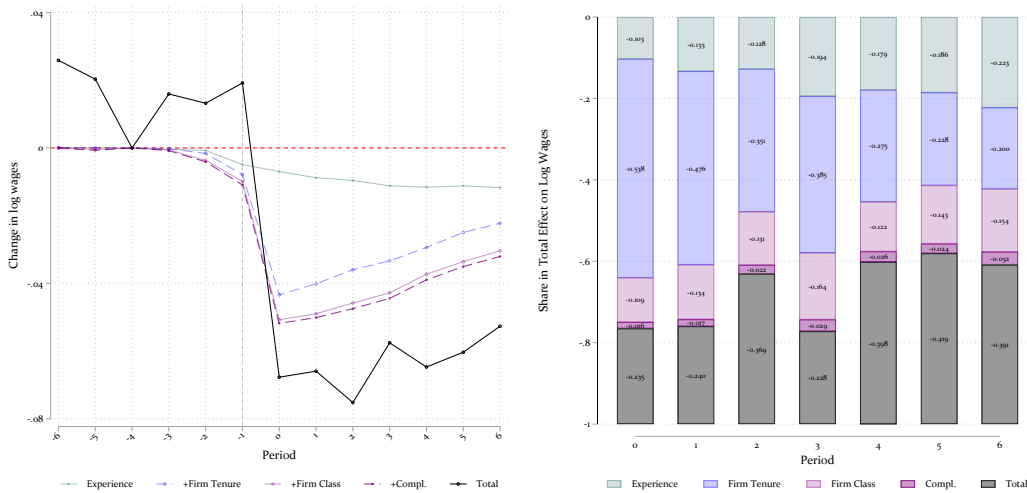 .04
0
-.04
-.08
Change in log wages
-6 -5 -4 -3 -2 -1 0 1 2 3 4 5 6
Period
Experience +Firm Tenure +Firm Class +Compl. Total
0
-.2
-.4
-.6
-.8
-1
Share in Total Effect on Log Wages
-0.103 -0.133 -0.128 -0.194 -0.179 -0.186 -0.223
-0.538 -0.476 -0.351 -0.385 -0.275 -0.228 -0.200
-0.109 -0.134 -0.131 -0.164 -0.122 -0.143 -0.154
-0.016 -0.017 -0.022 -0.029 -0.026 -0.024 -0.032
-0.235 -0.240 -0.369 -0.228 -0.398 -0.419 -0.391
0 1 2 3 4 5 6
Period
Experience Firm Tenure Firm Class Compl. Total